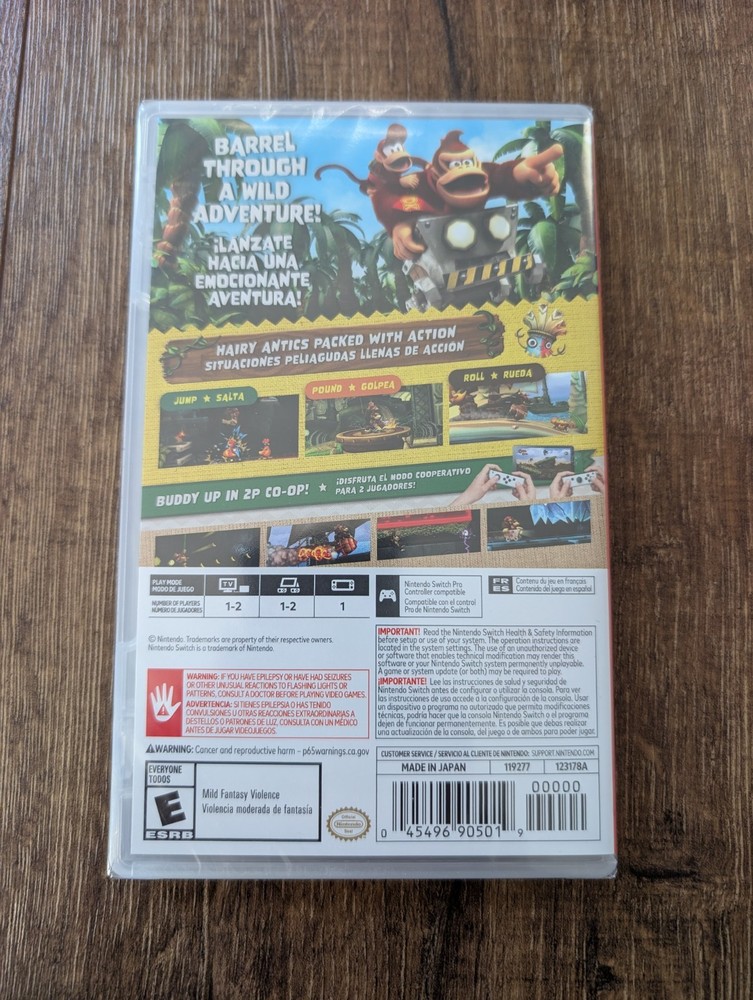 BARREL
THROUGH
A WILD
ADVENTURE!
¡LÁNZATE
HACIA UNA
EMOCIONANTE
AVENTURA!
HAIRY ANTICS PACKED WITH ACTION
SITUACIONES PELIAGUDAS LLENAS DE ACCIÓN
JUMP ★ SALTA
POUND ★ GOLPEA
ROLL ★ RUEDA
BUDDY UP IN 2P CO-OP! ★ ¡DISFRUTA EL MODO COOPERATIVO
PARA 2 JUGADORES!
PLAY MODE
MODO DE JUEGO
TV
NUMBER OF PLAYERS
NÚMERO DE JUGADORES
1-2
1-2
1
Nintendo Switch Pro
Controller compatible
Compatible con el control
Pro de Nintendo Switch
FR
ES
Contenu du jeu en français
Contenido del juego en español
© Nintendo. Trademarks are property of their respective owners.
Nintendo Switch is a trademark of Nintendo.
IMPORTANT! Read the Nintendo Switch Health & Safety Information
before setup or use of your system. The operation instructions are
located in the system settings. The use of an unauthorized device
or software that enables technical modification may render this
software or your Nintendo Switch system permanently unplayable.
A game or system update (or both) may be required to play.
¡IMPORTANTE! Lee las instrucciones de salud y seguridad de
Nintendo Switch antes de configurar o utilizar la consola. Para ver
las instrucciones de uso accede a la configuración de la consola. Usar
un dispositivo o programa no autorizado que permita modificaciones
técnicas, podría hacer que la consola Nintendo Switch o el programa
dejen de funcionar permanentemente. Es posible que debas realizar
una actualización de la consola, del juego o de ambos para poder jugar.
WARNING: IF YOU HAVE EPILEPSY OR HAVE HAD SEIZURES
OR OTHER UNUSUAL REACTIONS TO FLASHING LIGHTS OR
PATTERNS, CONSULT A DOCTOR BEFORE PLAYING VIDEO GAMES.
ADVERTENCIA: SI TIENES EPILEPSIA O HAS TENIDO
CONVULSIONES U OTRAS REACCIONES EXTRAORDINARIAS A
DESTELLOS O PATRONES DE LUZ, CONSULTA CON UN MÉDICO
ANTES DE JUGAR VIDEOJUEGOS.
WARNING: Cancer and reproductive harm - p65warnings.ca.gov
CUSTOMER SERVICE / SERVICIO AL CLIENTE DE NINTENDO: SUPPORT.NINTENDO.COM
MADE IN JAPAN
119277
123178A
EVERYONE
TODOS
E
ESRB
Mild Fantasy Violence
Violencia moderada de fantasía
Official
Nintendo
Seal
00000
0 45496 90501 9